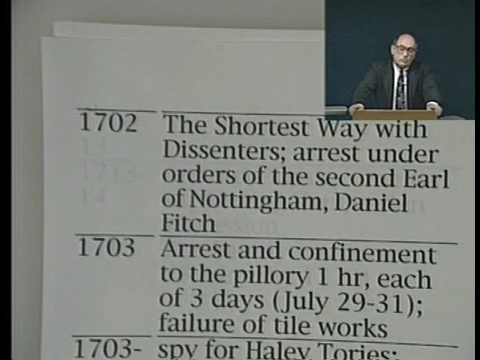 1702 The Shortest Way with
Dissenters; arrest under
orders of the second Earl
of Nottingham, Daniel
Fitch
1703 Arrest and confinement
to the pillory 1 hr, each
of 3 days (July 29-31);
failure of tile works
1703- spy for Haley Tories;